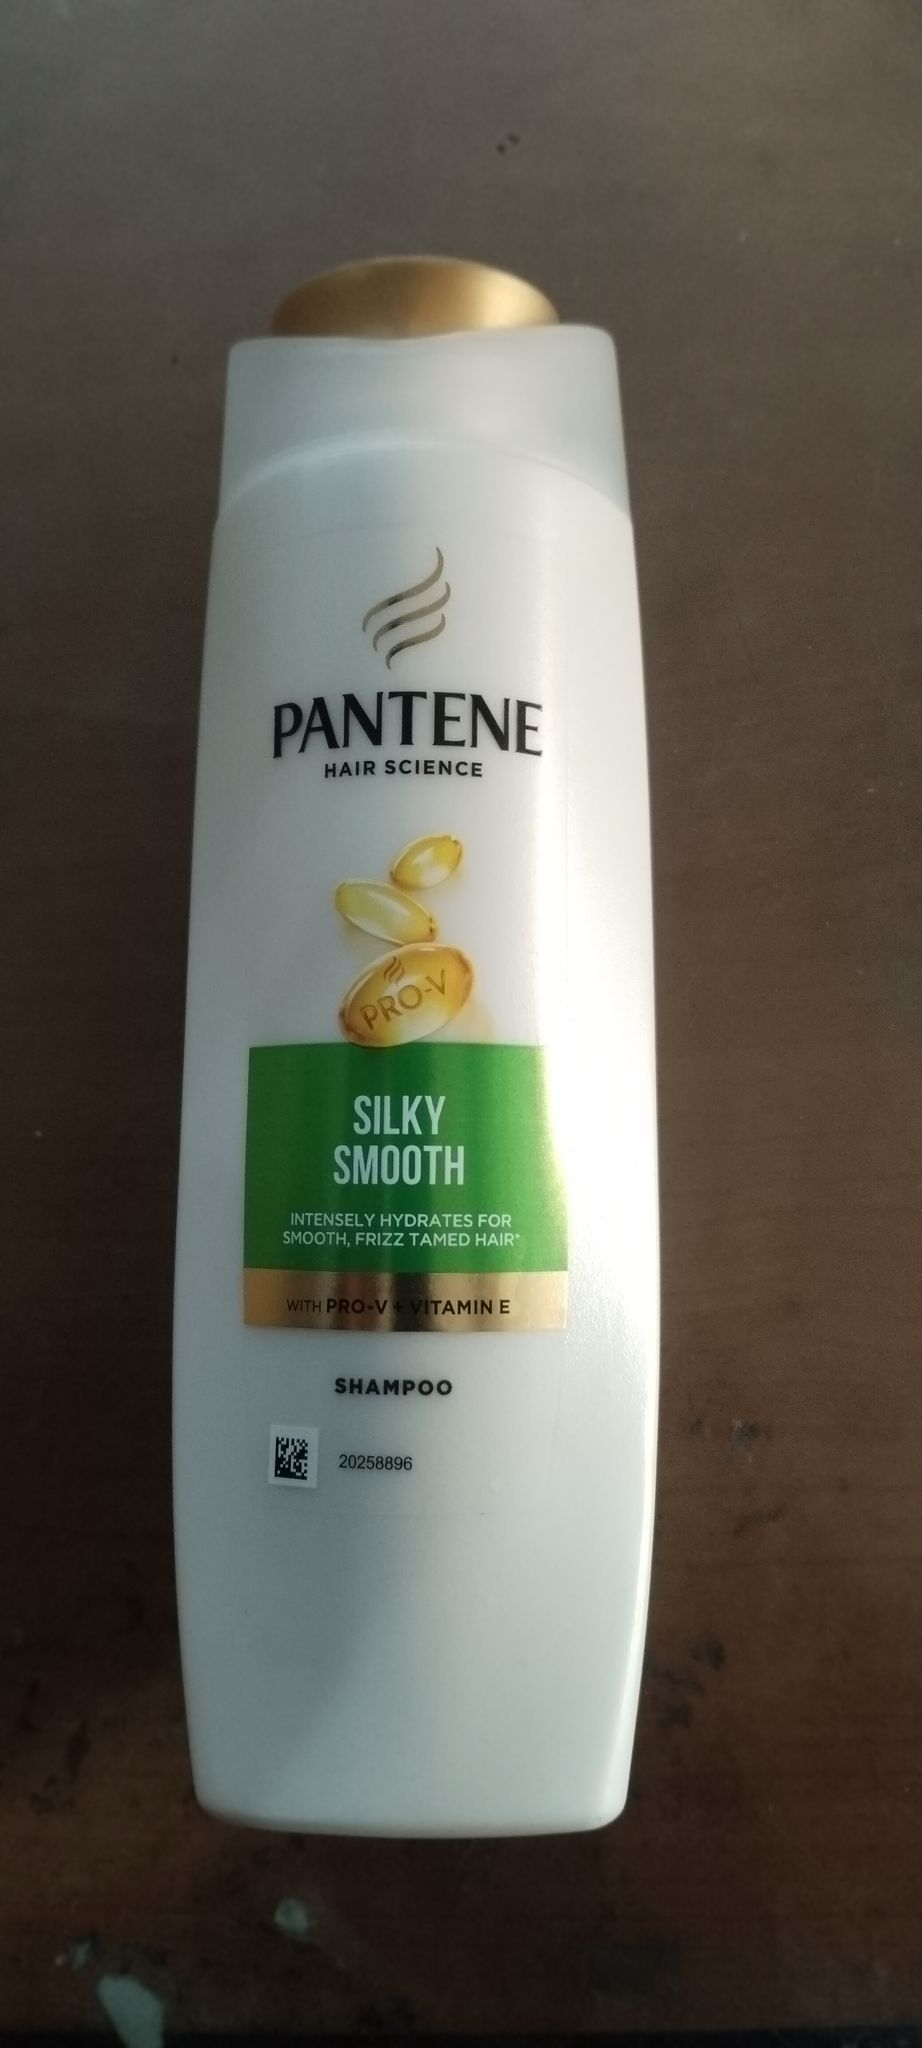 PANTENE
HAIR SCIENCE
PRO-V
SILKY
SMOOTH
INTENSELY HYDRATES FOR
SMOOTH, FRIZZ TAMED HAIR*
WITH PRO-V + VITAMIN E
SHAMPOO
20258896